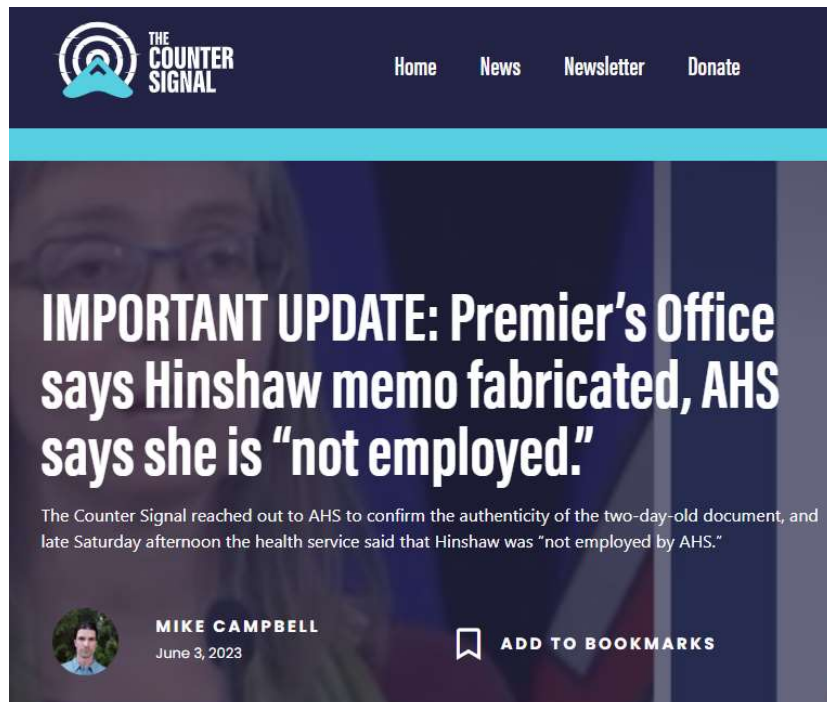 THE
COUNTER
SIGNAL
Home News Newsletter Donate
IMPORTANT UPDATE: Premier’s Office
says Hinshaw memo fabricated, AHS
says she is “not employed.”
The Counter Signal reached out to AHS to confirm the authenticity of the two-day-old document, and
late Saturday afternoon the health service said that Hinshaw was “not employed by AHS.”
MIKE CAMPBELL
June 3, 2023
ADD TO BOOKMARKS